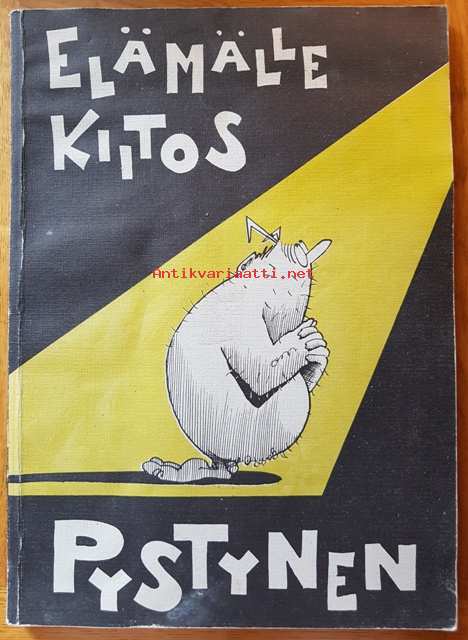 ELÄMÄLLE
KIITOS
Antikvariaatti.net
PYSTYNEN